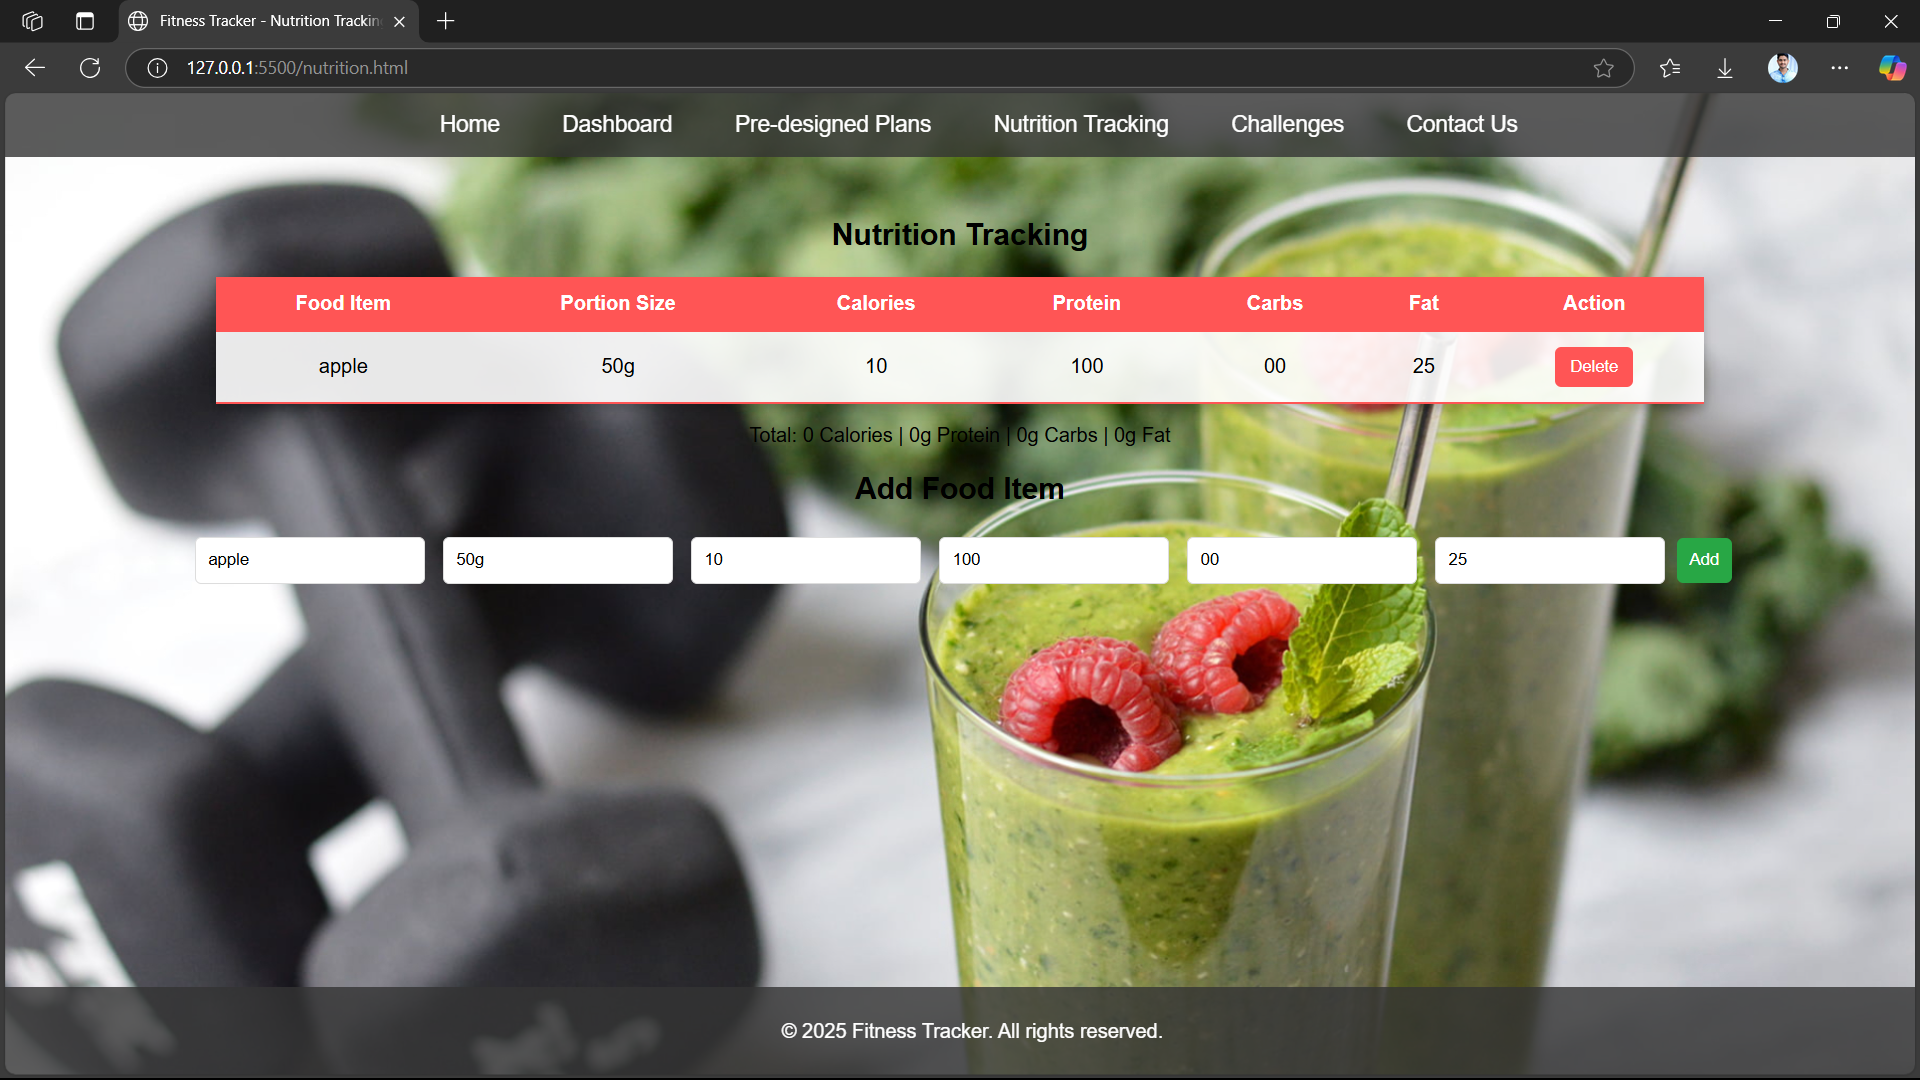 Fitness Tracker - Nutrition Trackin
127.0.0.1:5500/nutrition.html
Home Dashboard Pre-designed Plans Nutrition Tracking Challenges Contact Us
Nutrition Tracking
Food Item Portion Size Calories Protein Carbs Fat Action
apple 50g 10 100 00 25 Delete
Total: 0 Calories | 0g Protein | 0g Carbs | 0g Fat
Add Food Item
apple 50g 10 100 00 25 Add
© 2025 Fitness Tracker. All rights reserved.